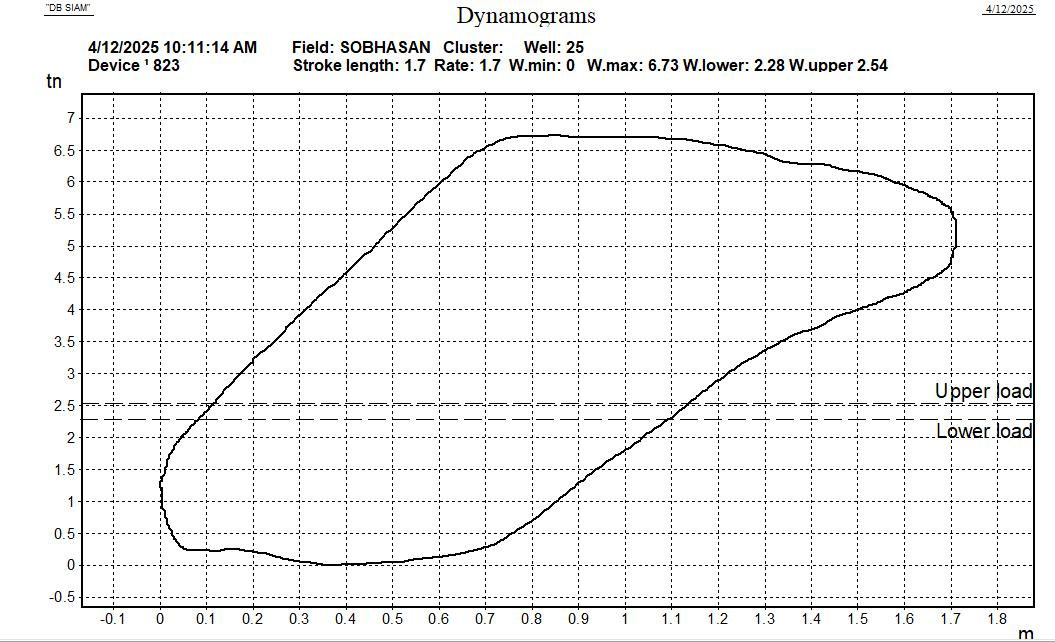 "DB SIAM"
4/12/2025
Dynamograms
4/12/2025 10:11:14 AM Field: SOBHASAN Cluster: Well: 25
Device ¹ 823 Stroke length: 1.7 Rate: 1.7 W.min: 0 W.max: 6.73 W.lower: 2.28 W.upper 2.54
tn
7
6.5
6
5.5
5
4.5
4
3.5
3
Upper load
2.5
Lower load
2
1.5
1
0.5
0
-0.5
-0.1 0 0.1 0.2 0.3 0.4 0.5 0.6 0.7 0.8 0.9 1 1.1 1.2 1.3 1.4 1.5 1.6 1.7 1.8
m